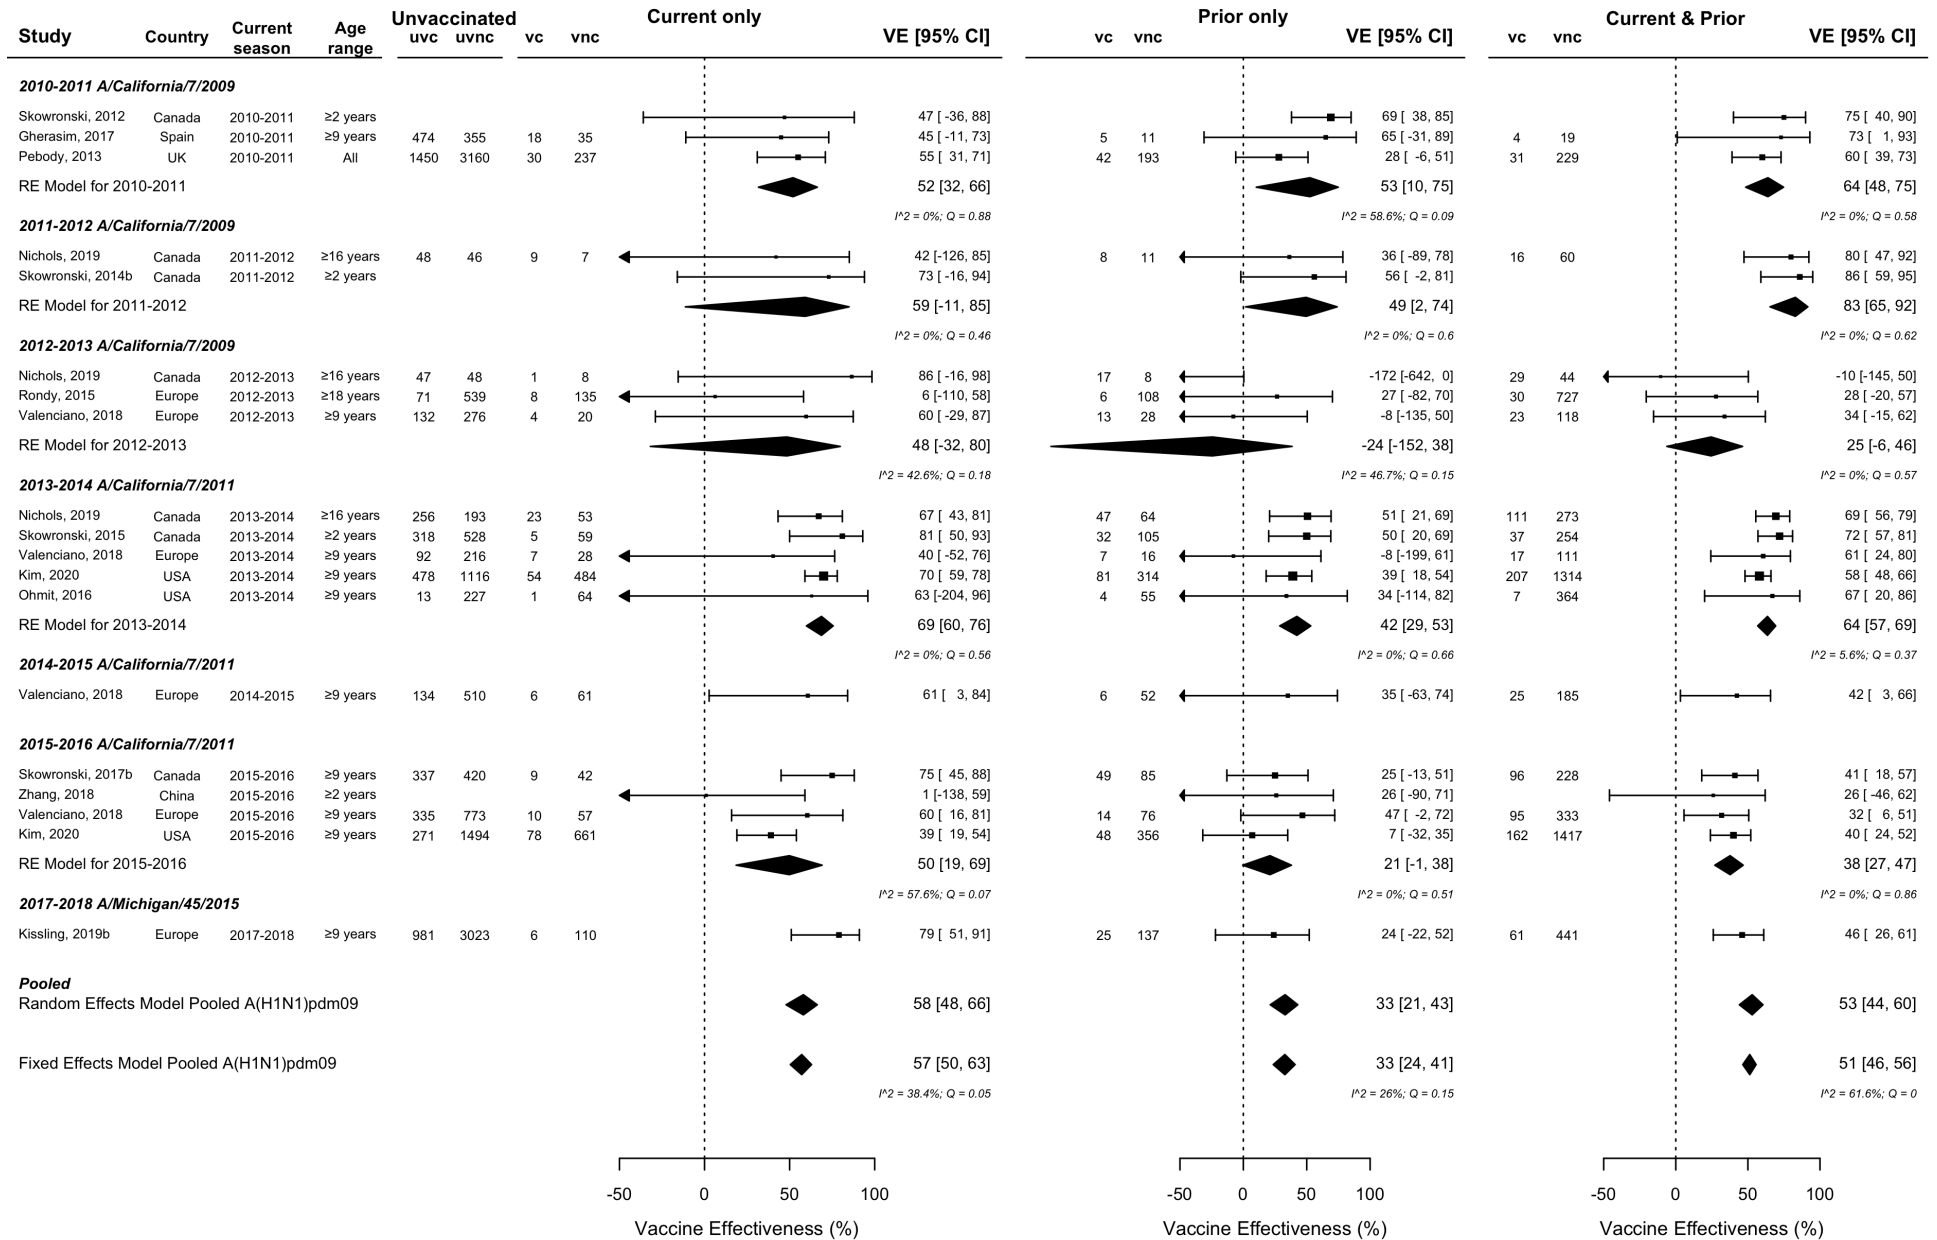 Unvaccinated Current only Prior only Current & Prior
Study Country Current season Age range uvc uvnc vc vnc VE [95% CI] vc vnc VE [95% CI] vc vnc VE [95% CI]
2010-2011 A/California/7/2009
Skowronski, 2012 Canada 2010-2011 ≥2 years 47 [ -36, 88] 69 [ 38, 85] 75 [ 40, 90]
Gherasim, 2017 Spain 2010-2011 ≥9 years 474 355 18 35 45 [ -11, 73] 5 11 65 [ -31, 89] 4 19 73 [ 1, 93]
Pebody, 2013 UK 2010-2011 All 1450 3160 30 237 55 [ 31, 71] 42 193 28 [ -6, 51] 31 229 60 [ 39, 73]
RE Model for 2010-2011 52 [32, 66] 53 [10, 75] 64 [48, 75]
I^2 = 0%; Q = 0.88 I^2 = 58.6%; Q = 0.09 I^2 = 0%; Q = 0.58
2011-2012 A/California/7/2009
Nichols, 2019 Canada 2011-2012 ≥16 years 48 46 9 7 42 [-126, 85] 8 11 36 [ -89, 78] 16 60 80 [ 47, 92]
Skowronski, 2014b Canada 2011-2012 ≥2 years 73 [ -16, 94] 56 [ -2, 81] 86 [ 59, 95]
RE Model for 2011-2012 59 [-11, 85] 49 [2, 74] 83 [65, 92]
I^2 = 0%; Q = 0.46 I^2 = 0%; Q = 0.6 I^2 = 0%; Q = 0.62
2012-2013 A/California/7/2009
Nichols, 2019 Canada 2012-2013 ≥16 years 47 48 1 8 86 [ -16, 98] 17 8 -172 [-642, 0] 29 44 -10 [-145, 50]
Rondy, 2015 Europe 2012-2013 ≥18 years 71 539 8 135 6 [-110, 58] 6 108 27 [ -82, 70] 30 727 28 [ -20, 57]
Valenciano, 2018 Europe 2012-2013 ≥9 years 132 276 4 20 60 [ -29, 87] 13 28 -8 [-135, 50] 23 118 34 [ -15, 62]
RE Model for 2012-2013 48 [-32, 80] -24 [-152, 38] 25 [-6, 46]
I^2 = 42.6%; Q = 0.18 I^2 = 46.7%; Q = 0.15 I^2 = 0%; Q = 0.57
2013-2014 A/California/7/2011
Nichols, 2019 Canada 2013-2014 ≥16 years 256 193 23 53 67 [ 43, 81] 47 64 51 [ 21, 69] 111 273 69 [ 56, 79]
Skowronski, 2015 Canada 2013-2014 ≥2 years 318 528 5 59 81 [ 50, 93] 32 105 50 [ 20, 69] 37 254 72 [ 57, 81]
Valenciano, 2018 Europe 2013-2014 ≥9 years 92 216 7 28 40 [ -52, 76] 7 16 -8 [-199, 61] 17 111 61 [ 24, 80]
Kim, 2020 USA 2013-2014 ≥9 years 478 1116 54 484 70 [ 59, 78] 81 314 39 [ 18, 54] 207 1314 58 [ 48, 66]
Ohmit, 2016 USA 2013-2014 ≥9 years 13 227 1 64 63 [-204, 96] 4 55 34 [-114, 82] 7 364 67 [ 20, 86]
RE Model for 2013-2014 69 [60, 76] 42 [29, 53] 64 [57, 69]
I^2 = 0%; Q = 0.56 I^2 = 0%; Q = 0.66 I^2 = 5.6%; Q = 0.37
2014-2015 A/California/7/2011
Valenciano, 2018 Europe 2014-2015 ≥9 years 134 510 6 61 61 [ 3, 84] 6 52 35 [-63, 74] 25 185 42 [ 3, 66]
2015-2016 A/California/7/2011
Skowronski, 2017b Canada 2015-2016 ≥9 years 337 420 9 42 75 [ 45, 88] 49 85 25 [ -13, 51] 96 228 41 [ 18, 57]
Zhang, 2018 China 2015-2016 ≥2 years 1 [-138, 59] 26 [ -90, 71] 26 [ -46, 62]
Valenciano, 2018 Europe 2015-2016 ≥9 years 335 773 10 57 60 [ 16, 81] 14 76 47 [ -2, 72] 95 333 32 [ 6, 51]
Kim, 2020 USA 2015-2016 ≥9 years 271 1494 78 661 39 [ 19, 54] 48 356 7 [ -32, 35] 162 1417 40 [ 24, 52]
RE Model for 2015-2016 50 [19, 69] 21 [-1, 38] 38 [27, 47]
I^2 = 57.6%; Q = 0.07 I^2 = 0%; Q = 0.51 I^2 = 0%; Q = 0.86
2017-2018 A/Michigan/45/2015
Kissling, 2019b Europe 2017-2018 ≥9 years 981 3023 6 110 79 [ 51, 91] 25 137 24 [ -22, 52] 61 441 46 [ 26, 61]
Pooled
Random Effects Model Pooled A(H1N1)pdm09 58 [48, 66] 33 [21, 43] 53 [44, 60]
Fixed Effects Model Pooled A(H1N1)pdm09 57 [50, 63] 33 [24, 41] 51 [46, 56]
I^2 = 38.4%; Q = 0.05 I^2 = 26%; Q = 0.15 I^2 = 61.6%; Q = 0
-50 0 50 100 -50 0 50 100 -50 0 50 100
Vaccine Effectiveness (%) Vaccine Effectiveness (%) Vaccine Effectiveness (%)